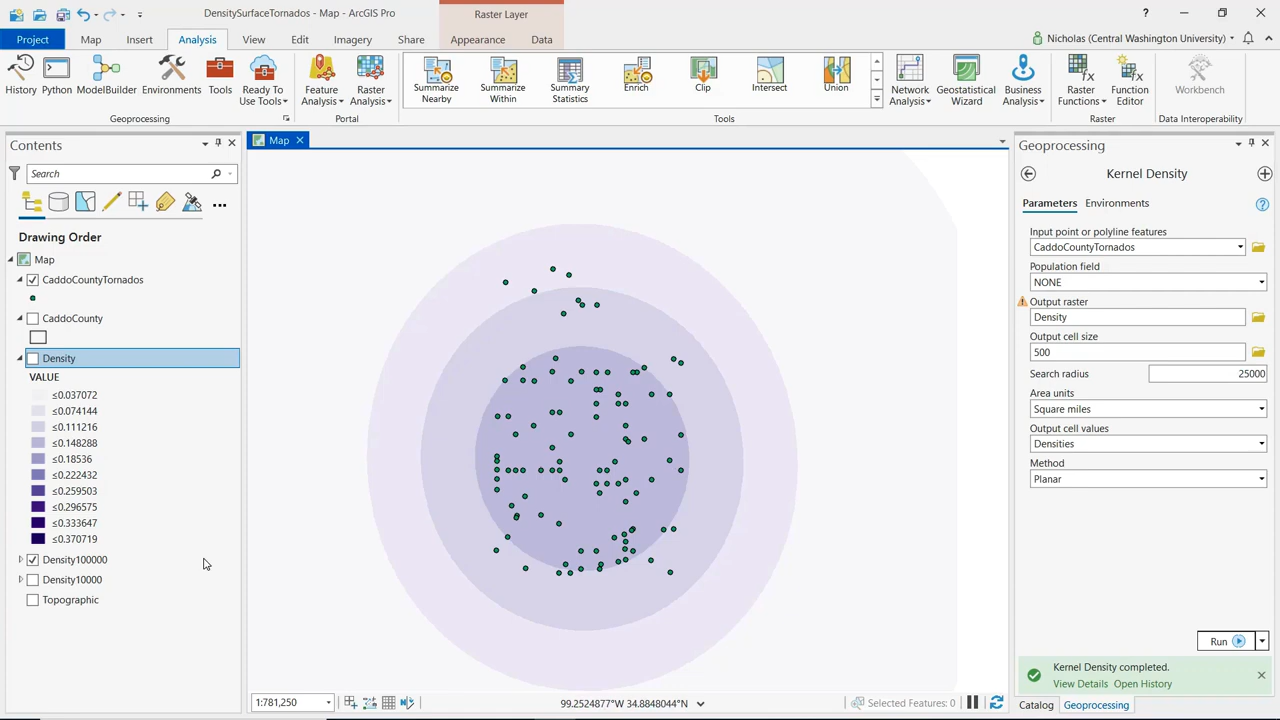 DensitySurfaceTornados - Map - ArcGIS Pro
Raster Layer
?
Project
Map
Insert
Analysis
View
Edit
Imagery
Share
Appearance
Data
Nicholas (Central Washington University)
History
Python
ModelBuilder
Environments
Tools
Ready To
Use Tools
Geoprocessing
Feature
Analysis
Raster
Analysis
Portal
Summarize
Nearby
Summarize
Within
Summary
Statistics
Enrich
Clip
Intersect
Union
Tools
Network
Analysis
Geostatistical
Wizard
Business
Analysis
Raster
Functions
Function
Editor
Raster
Workbench
Data Interoperability
Contents
Search
Drawing Order
Map
CaddoCountyTornados
CaddoCounty
Density
VALUE
≤0.037072
≤0.074144
≤0.111216
≤0.148288
≤0.18536
≤0.222432
≤0.259503
≤0.296575
≤0.333647
≤0.370719
Density100000
Density10000
Topographic
Map
1:781,250
99.2524877°W 34.8848044°N
Selected Features: 0
Geoprocessing
Kernel Density
Parameters
Environments
Input point or polyline features
CaddoCountyTornados
Population field
NONE
Output raster
Density
Output cell size
500
Search radius
25000
Area units
Square miles
Output cell values
Densities
Method
Planar
Run
Kernel Density completed.
View Details Open History
Catalog
Geoprocessing